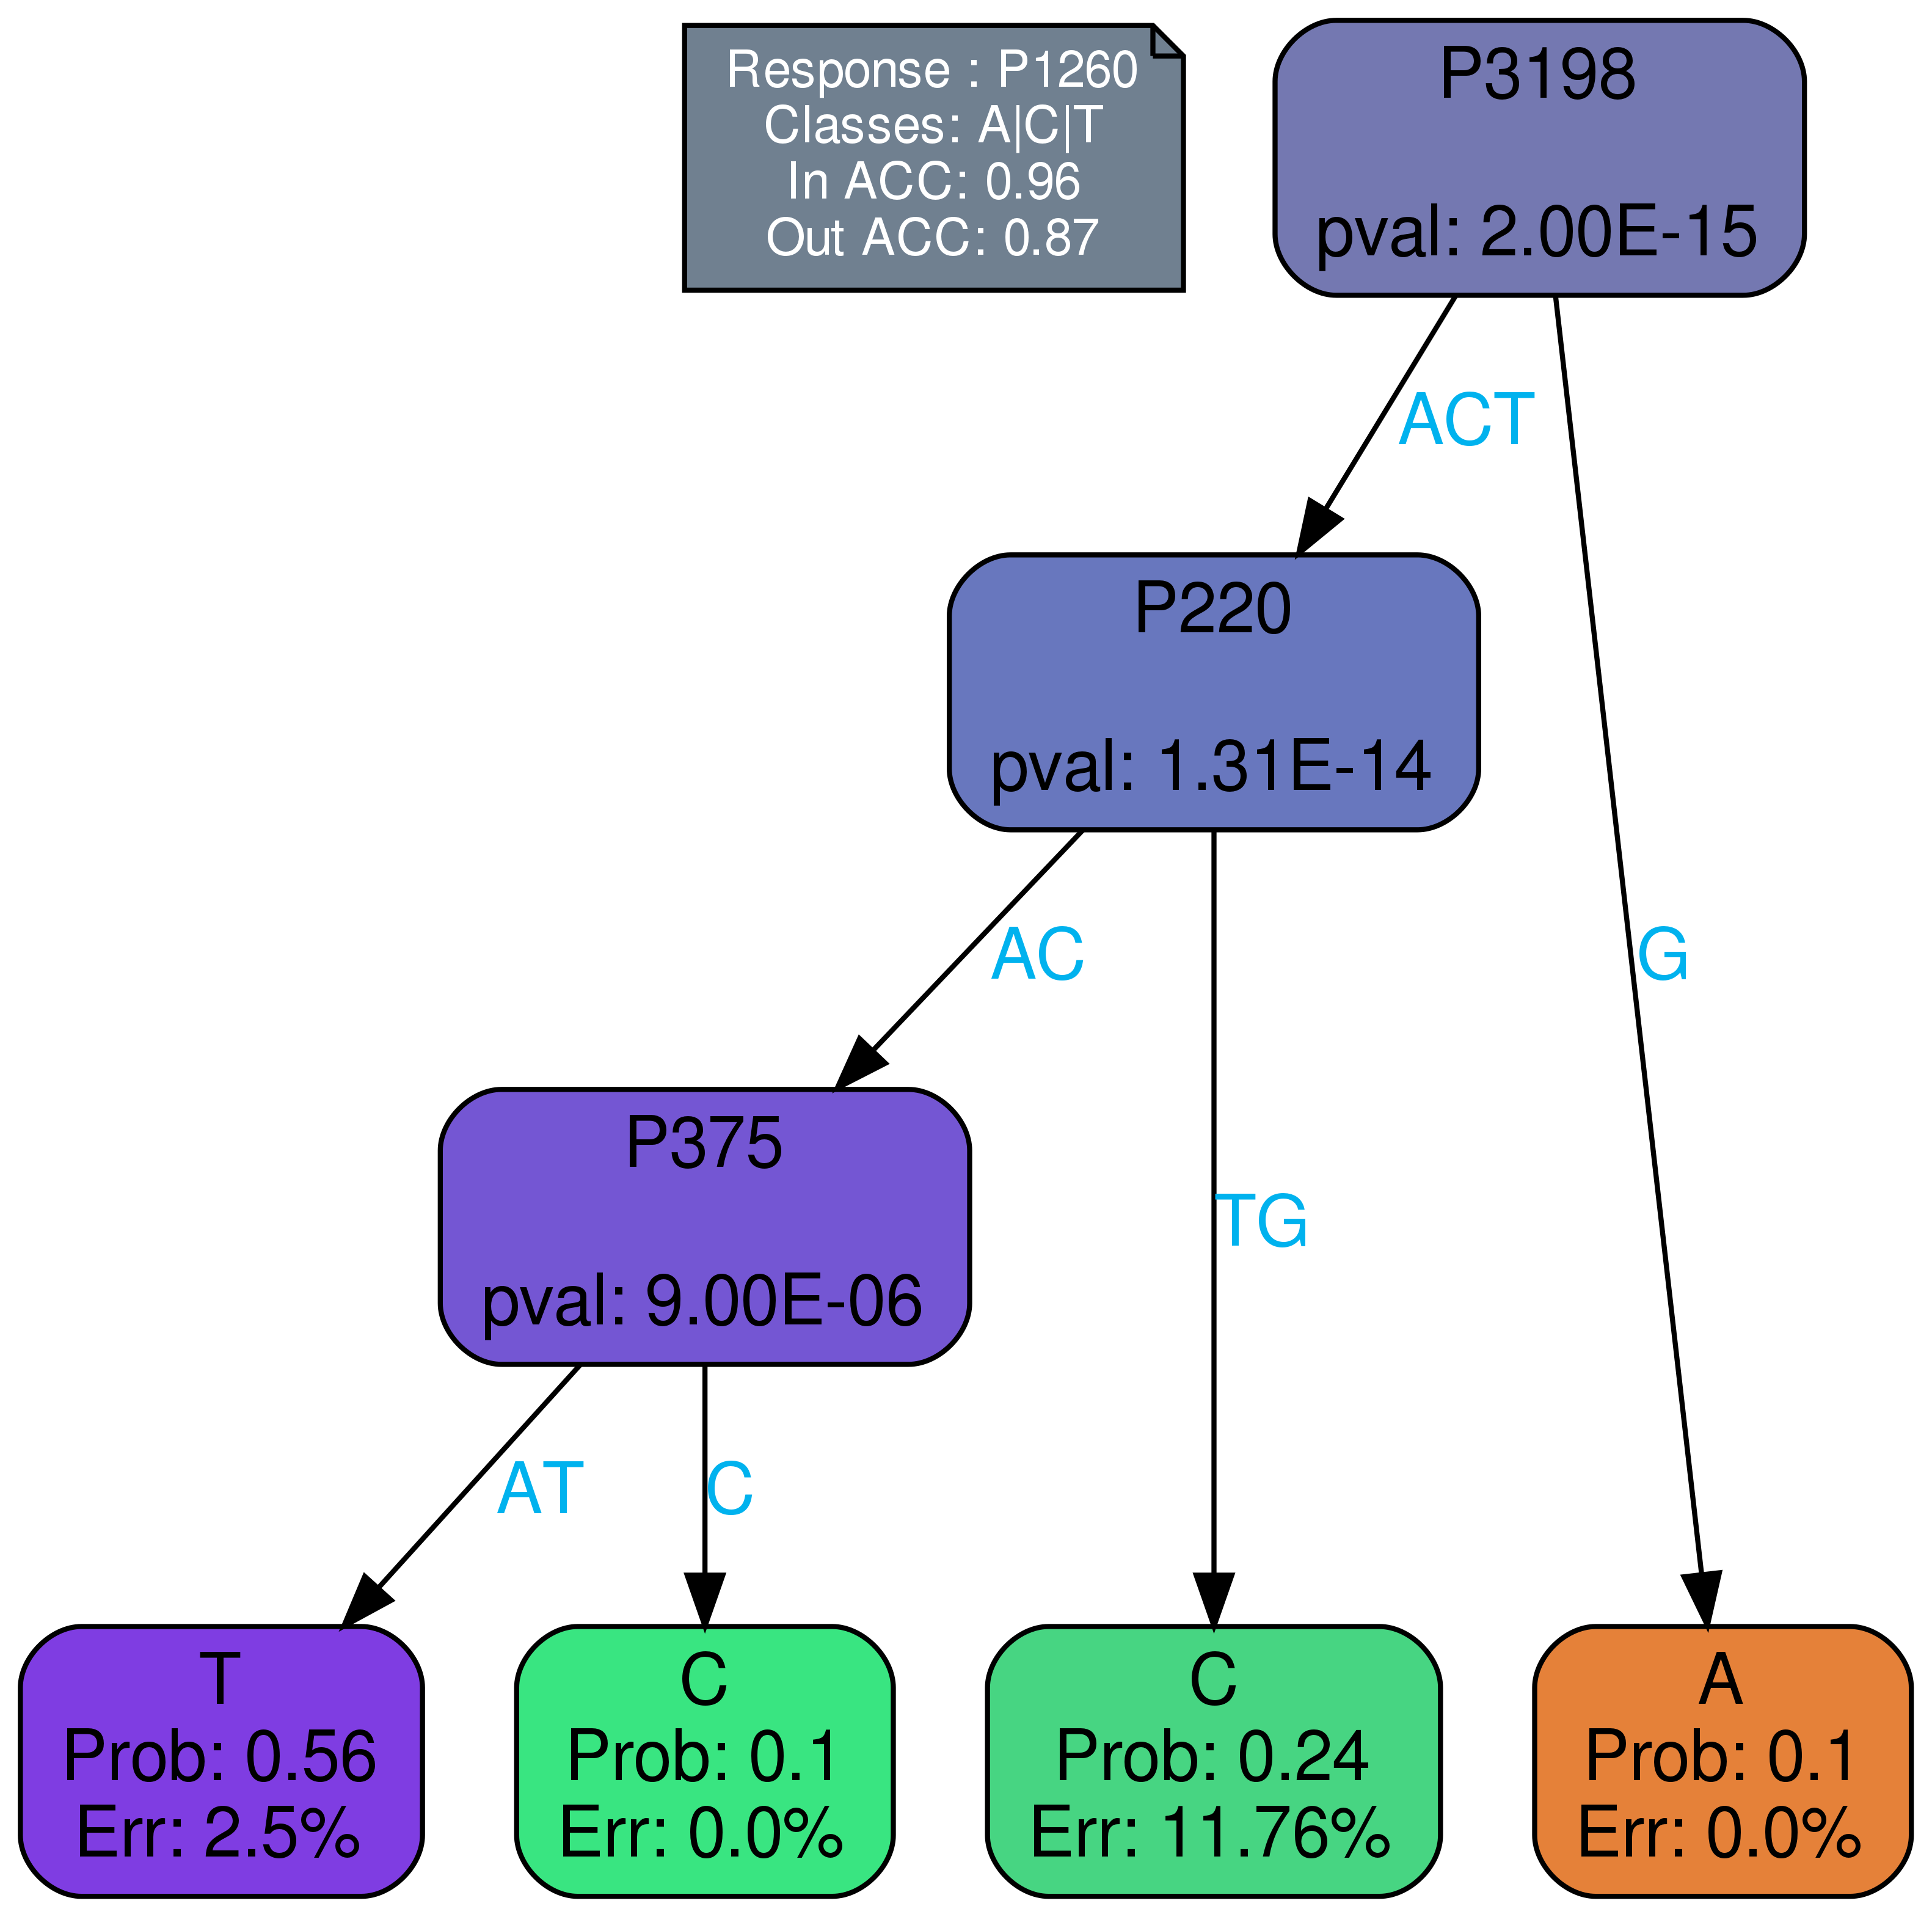 Response : P1260
Classes: A|C|T
In ACC: 0.96
Out ACC: 0.87
P3198
pval: 2.00E-15
ACT
P220
pval: 1.31E-14
AC
G
P375
pval: 9.00E-06
TG
AT
C
T
Prob: 0.56
Err: 2.5%
C
Prob: 0.1
Err: 0.0%
C
Prob: 0.24
Err: 11.76%
A
Prob: 0.1
Err: 0.0%